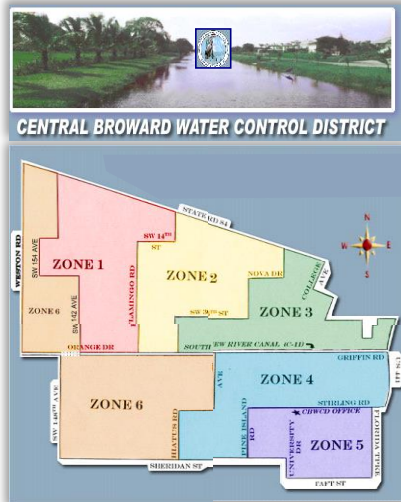 CENTRAL BROWARD WATER CONTROL DISTRICT
STATE RD 84
N
W E
S
WESTON RD
SW 154 AVE
ZONE 1
FLAMINGO RD
SW 14TH
ST
ZONE 2
NOVA DR
COLLEGE
AVE
ZONE 6
SW 142 AVE
ST
ZONE 3
ORANGE DR
SOUTH
EW RIVER CANAL (C-11)
GRIFFIN RD
US 441
SW 148TH AVE
ZONE 6
HIATUS RD
AVE
ZONE 4
PINE ISLAND
RD
STIRLING RD
CBWCD OFFICE
UNIVERSITY
DR
ZONE 5
FLORIDA TPKE
SHERIDAN ST
TAFT ST